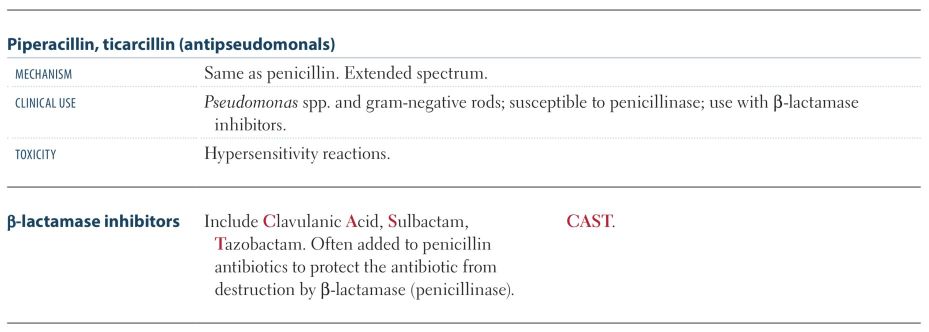 Piperacillin, ticarcillin (antipseudomonals)
MECHANISM Same as penicillin. Extended spectrum.
CLINICAL USE Pseudomonas spp. and gram-negative rods; susceptible to penicillinase; use with β-lactamase
inhibitors.
TOXICITY Hypersensitivity reactions.
β-lactamase inhibitors Include Clavulanic Acid, Sulbactam, CAST.
Tazobactam. Often added to penicillin
antibiotics to protect the antibiotic from
destruction by β-lactamase (penicillinase).